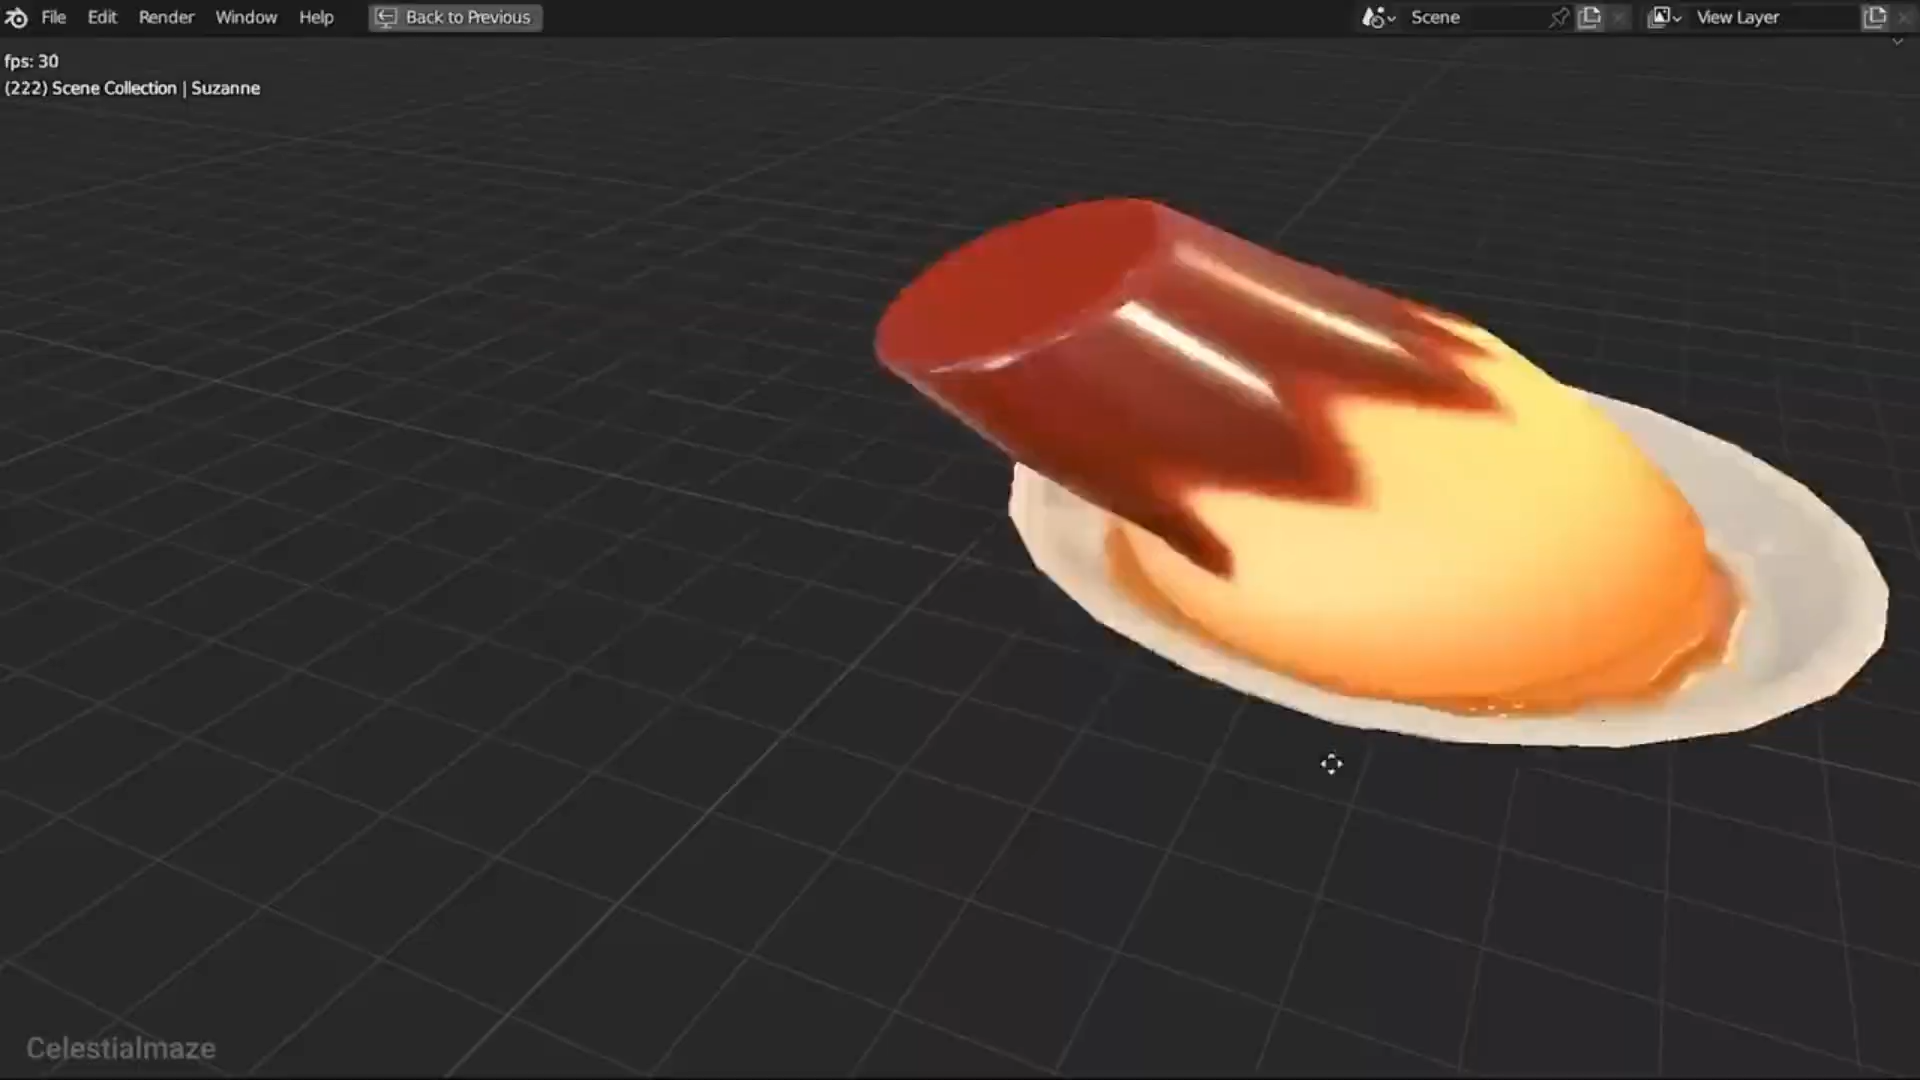 File Edit Render Window Help Back to Previous Scene View Layer
fps: 30
(222) Scene Collection | Suzanne
Celestialmaze